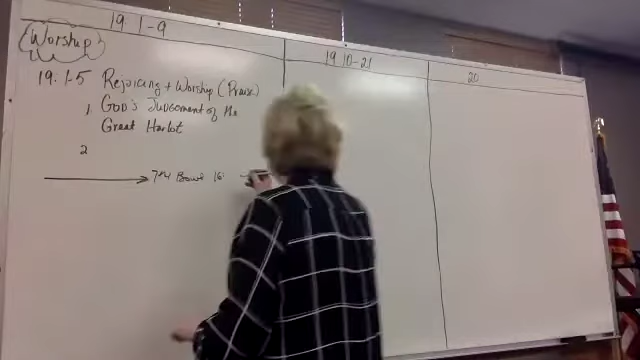 19: 1-9
Worship
19 10-21
20
19: 1-5 Rejoicing + Worship (Praise)
1. GOD'S Judgement of the
Great Harlot
2
7th Bowl 16: